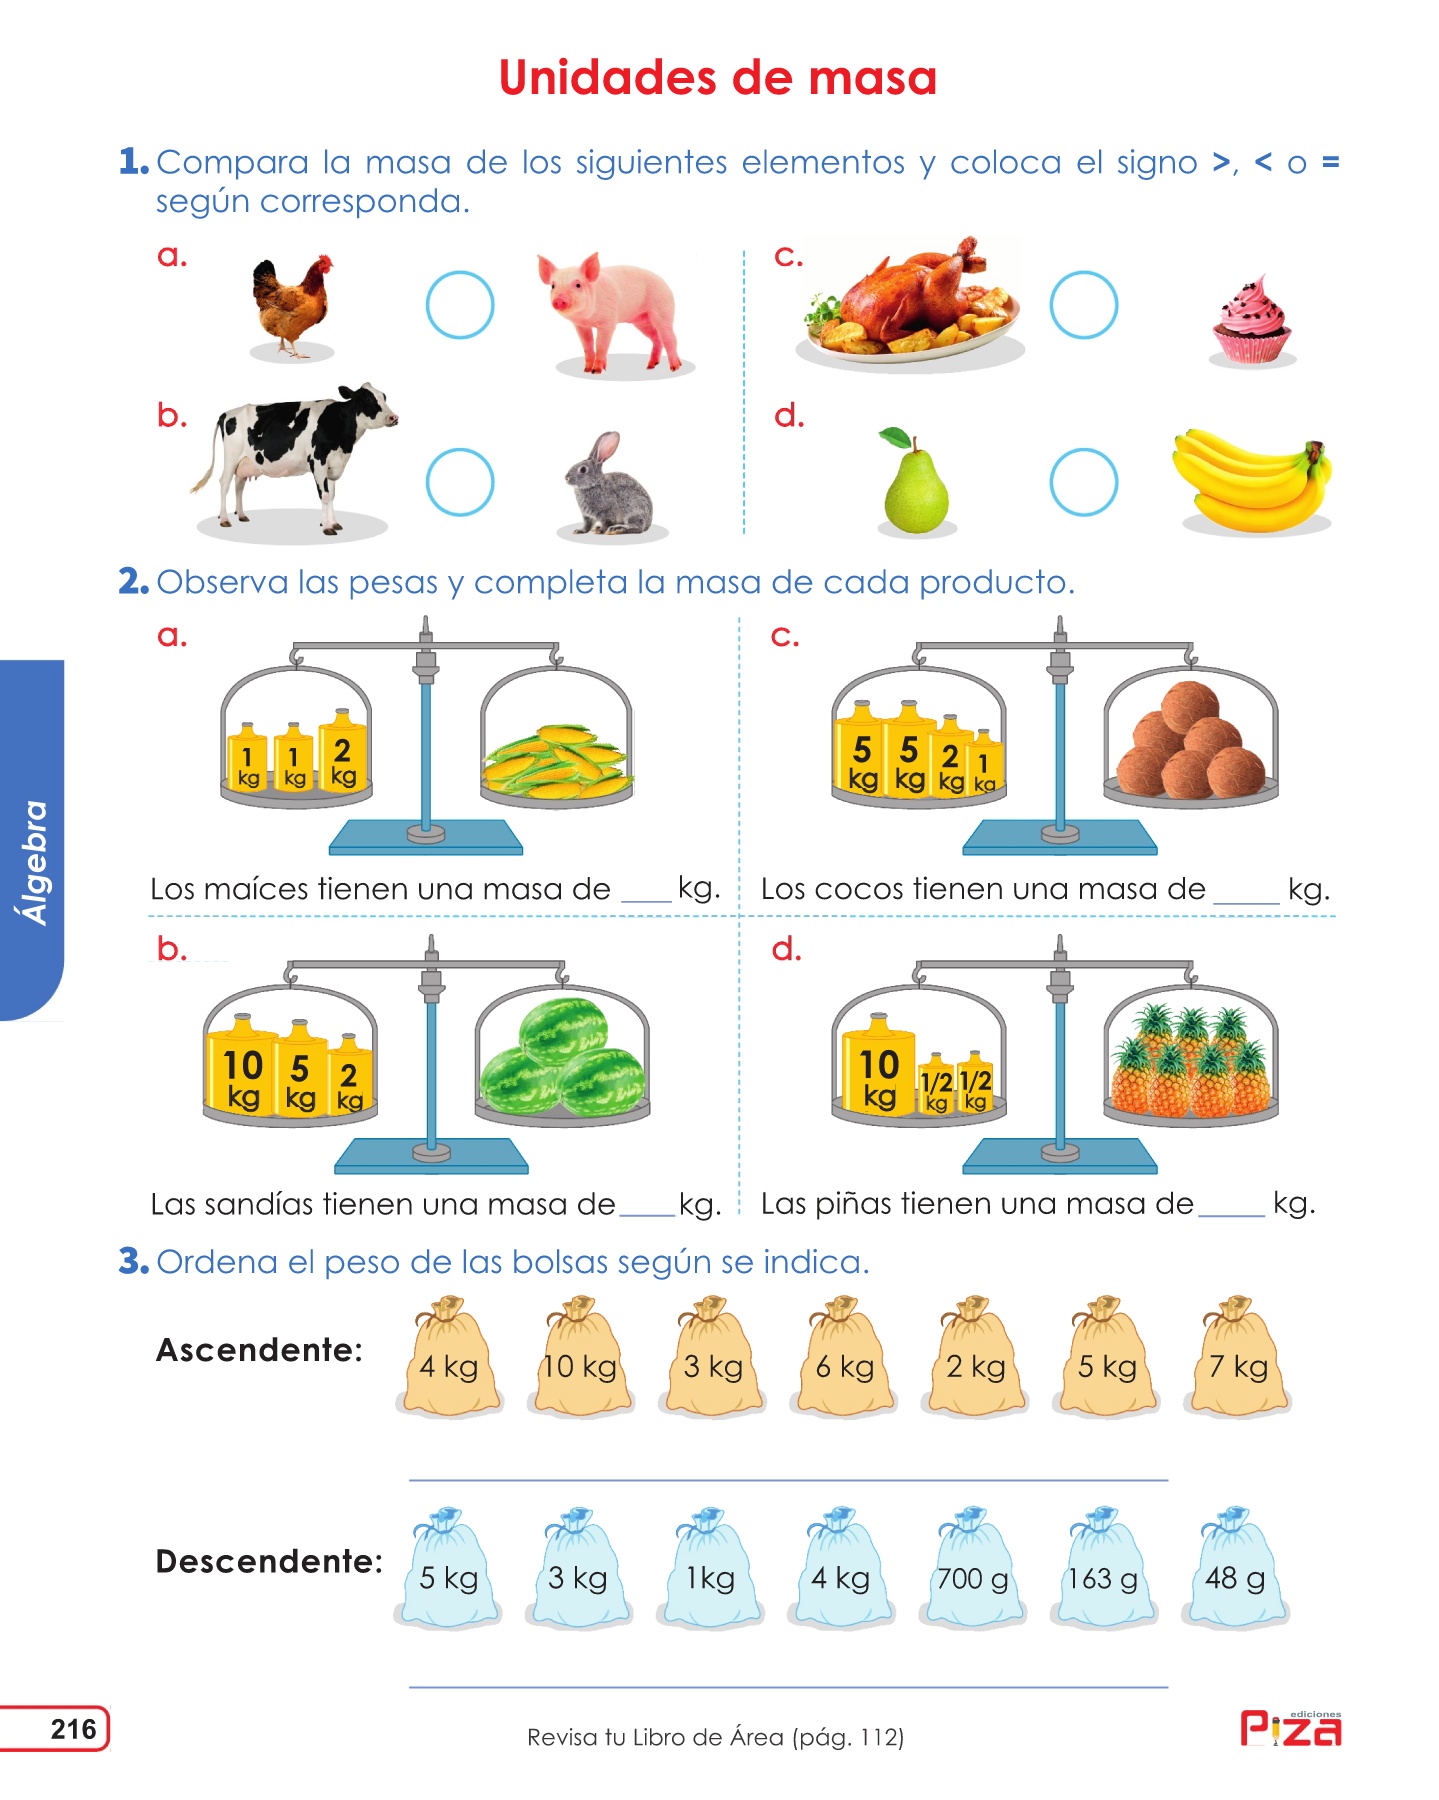 Unidades de masa
1. Compara la masa de los siguientes elementos y coloca el signo >, < o =
según corresponda.
a.
c.
b.
d.
2. Observa las pesas y completa la masa de cada producto.
a.
1 kg
1 kg
2 kg
c.
5 kg
5 kg
2 kg
1 kg
Los maíces tienen una masa de ___ kg.
Los cocos tienen una masa de ____ kg.
b.
10 kg
5 kg
2 kg
d.
10 kg
1/2 kg
1/2 kg
Las sandías tienen una masa de ___ kg.
Las piñas tienen una masa de ____ kg.
3. Ordena el peso de las bolsas según se indica.
Ascendente:
4 kg
10 kg
3 kg
6 kg
2 kg
5 kg
7 kg
Descendente:
5 kg
3 kg
1kg
4 kg
700 g
163 g
48 g
Álgebra
216
Revisa tu Libro de Área (pág. 112)
ediciones
Piza